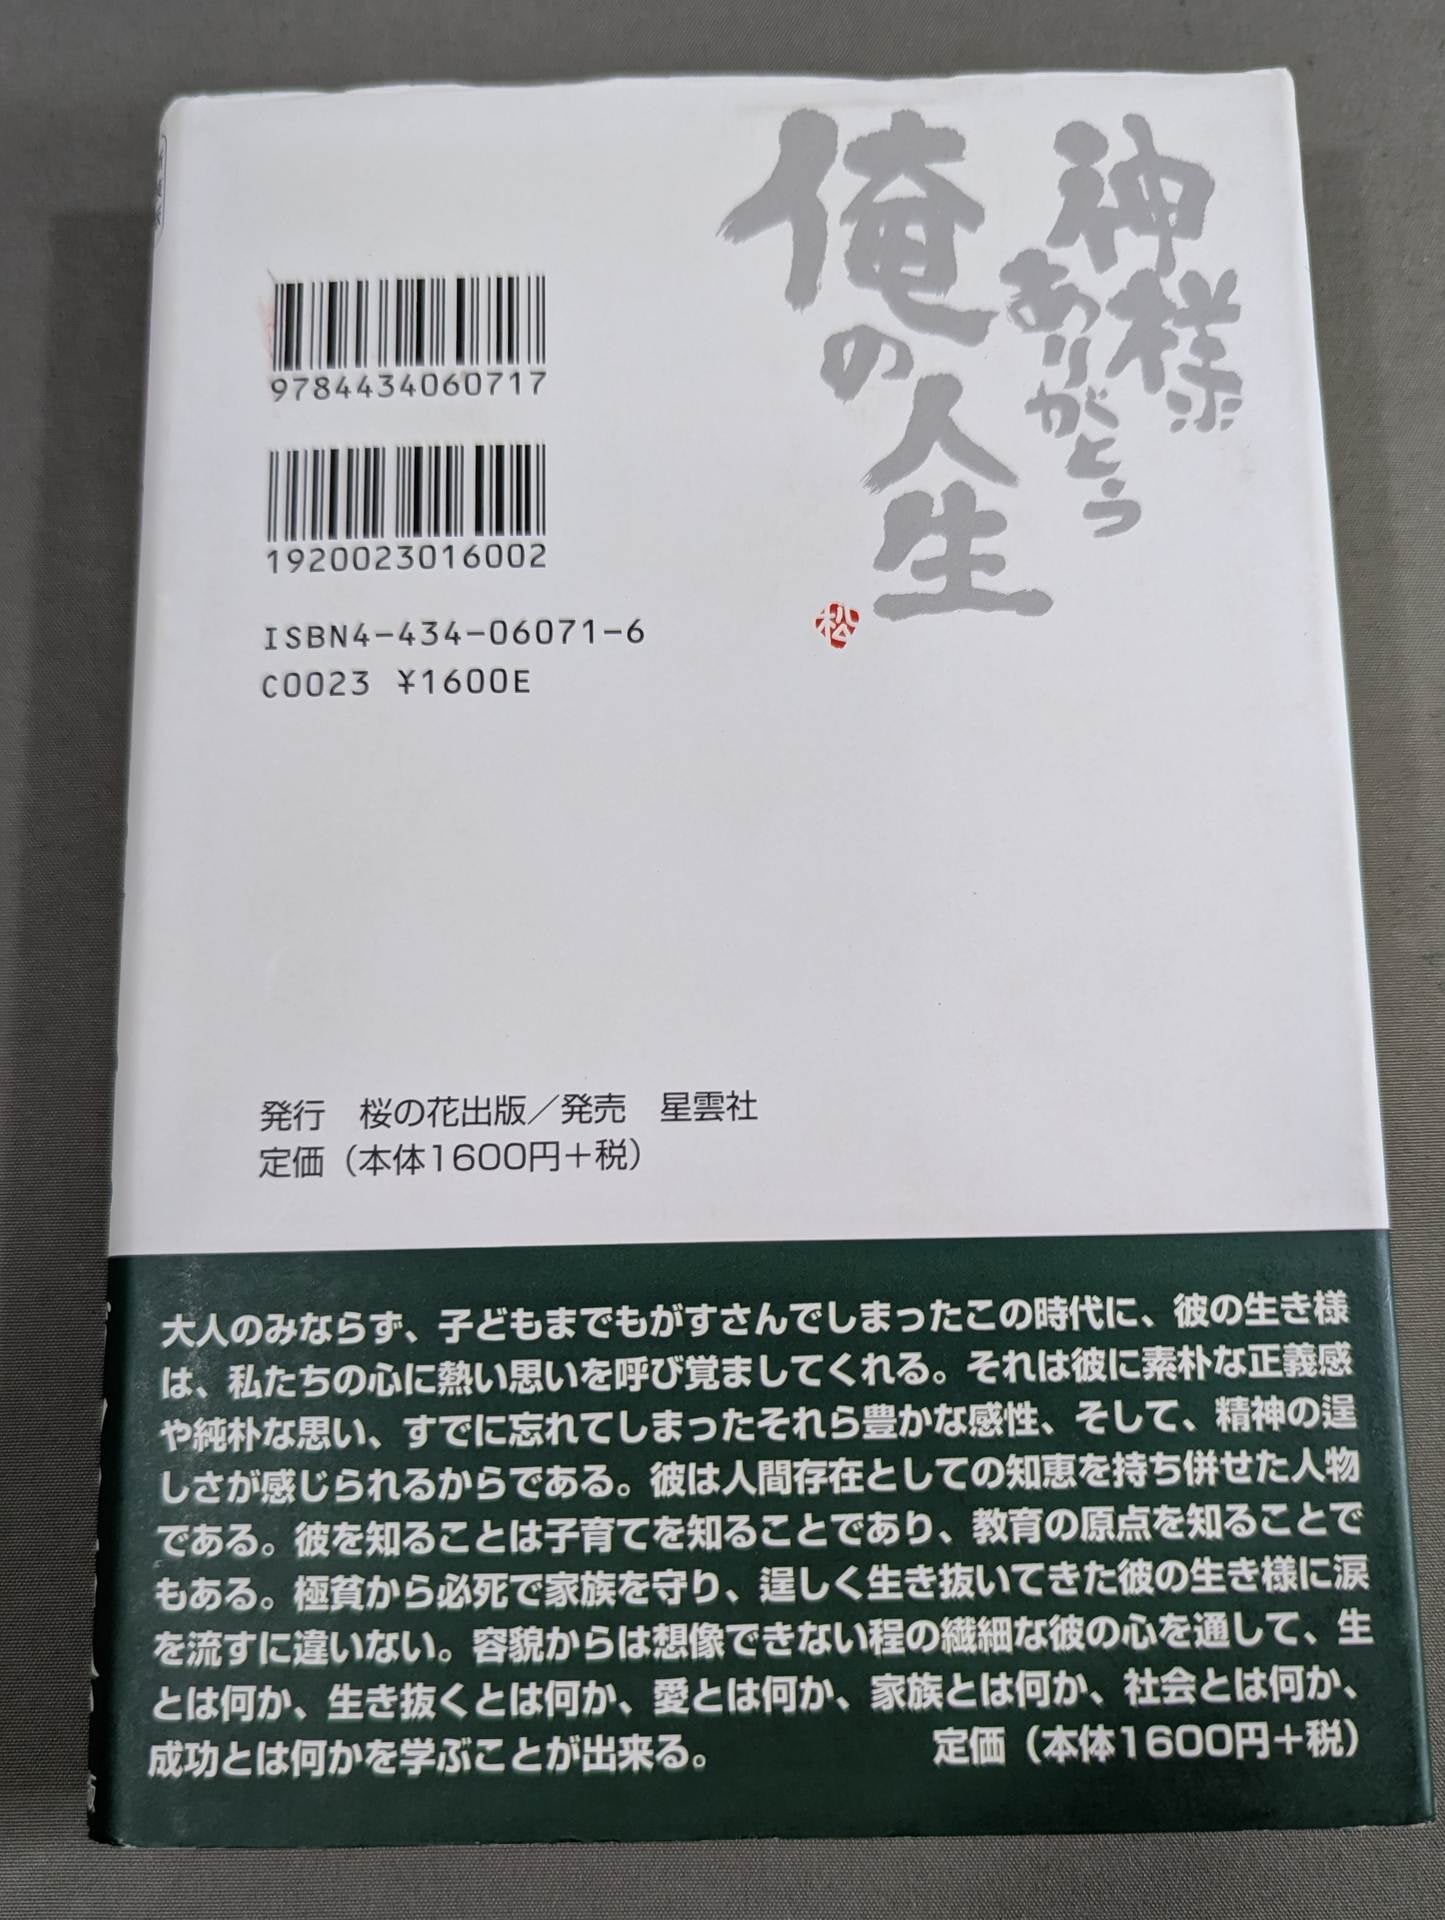 神様
ありがとう
俺の人生
松
9784434060717
1920023016002
ISBN4-434-06071-6
C0023 ¥1600E
発行　桜の花出版／発売　星雲社
定価（本体1600円＋税）
大人のみならず、子どもまでもがすさんでしまったこの時代に、彼の生き様
は、私たちの心に熱い思いを呼び覚ましてくれる。それは彼に素朴な正義感
や純朴な思い、すでに忘れてしまったそれら豊かな感性、そして、精神の逞
しさが感じられるからである。彼は人間存在としての知恵を持ち併せた人物
である。彼を知ることは子育てを知ることであり、教育の原点を知ることで
もある。極貧から必死で家族を守り、逞しく生き抜いてきた彼の生き様に涙
を流すに違いない。容貌からは想像できない程の繊細な彼の心を通して、生
とは何か、生き抜くとは何か、愛とは何か、家族とは何か、社会とは何か、
成功とは何かを学ぶことが出来る。
定価（本体1600円＋税）